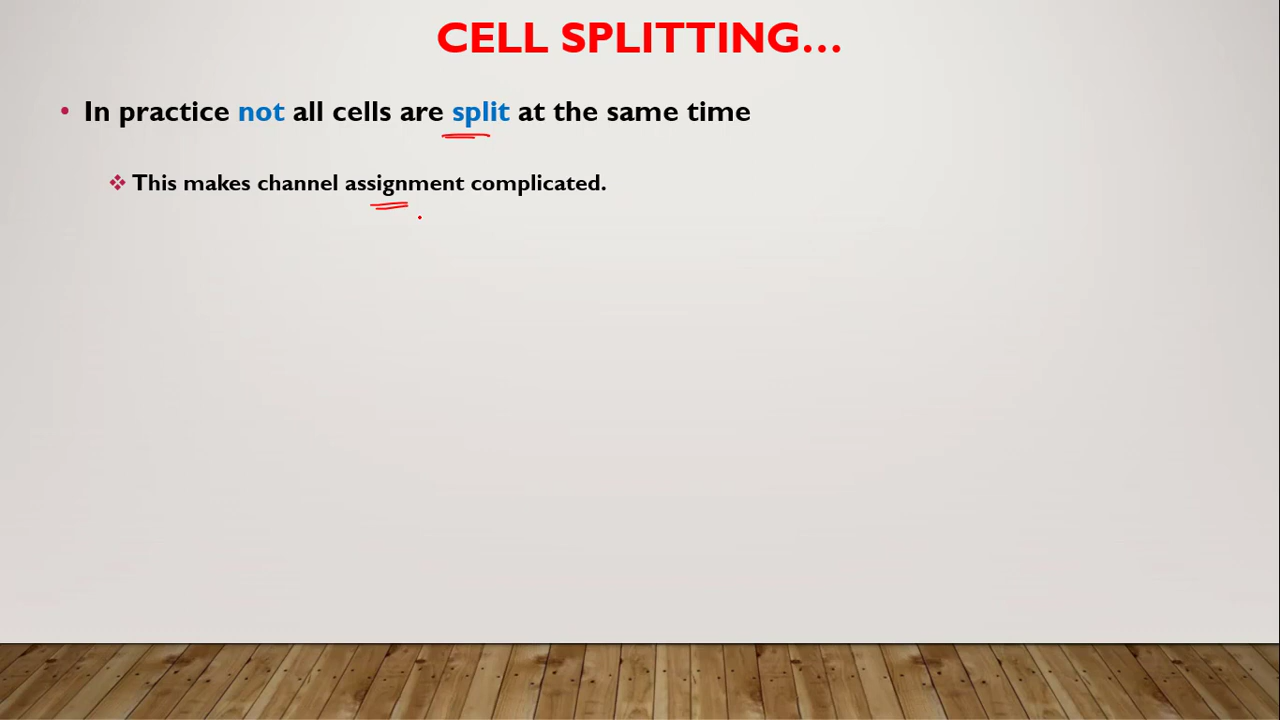 CELL SPLITTING...
• In practice not all cells are split at the same time
❖ This makes channel assignment complicated.